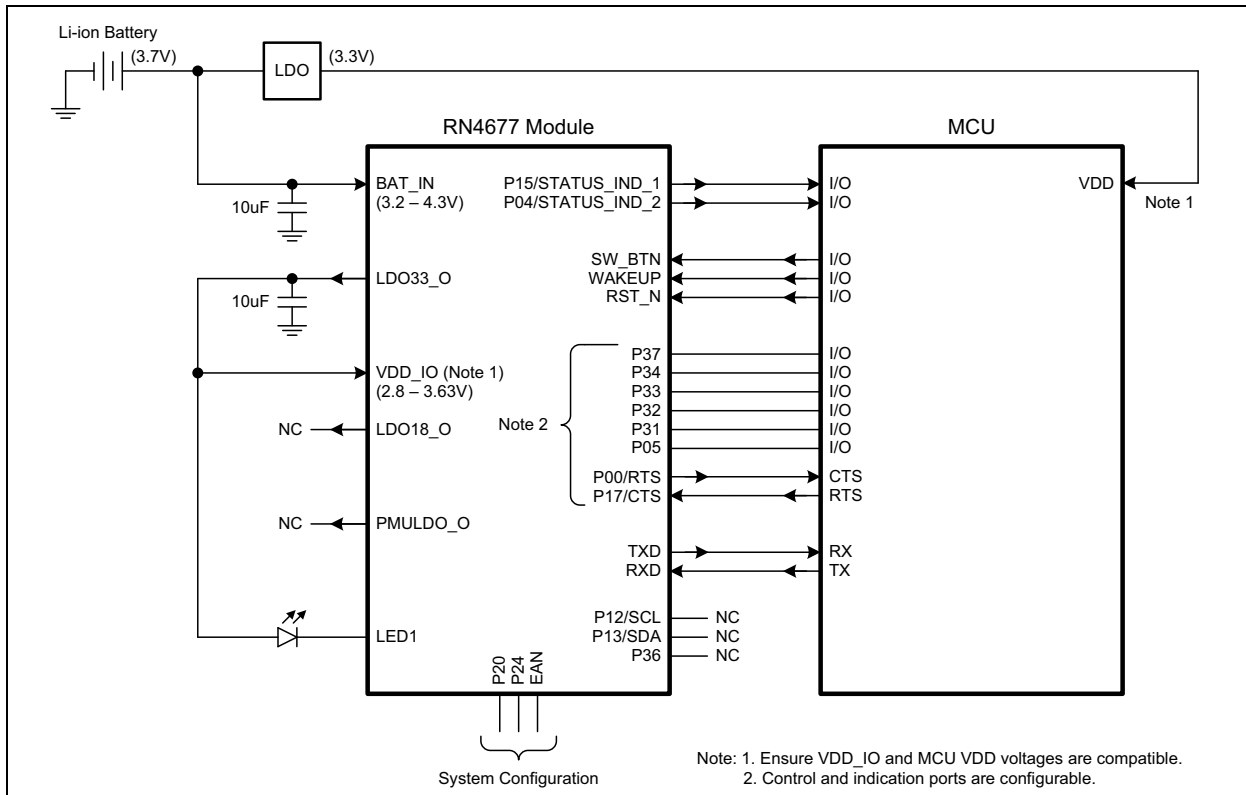 Li-ion Battery
(3.7V)
LDO
(3.3V)
RN4677 Module
MCU
BAT_IN
(3.2 – 4.3V)
10uF
LDO33_O
10uF
VDD_IO (Note 1)
(2.8 – 3.63V)
NC
LDO18_O
NC
PMULDO_O
LED1
P15/STATUS_IND_1
I/O
P04/STATUS_IND_2
I/O
VDD
Note 1
SW_BTN
I/O
WAKEUP
I/O
RST_N
I/O
Note 2
P37
I/O
P34
I/O
P33
I/O
P32
I/O
P31
I/O
P05
I/O
P00/RTS
CTS
P17/CTS
RTS
TXD
RX
RXD
TX
P12/SCL
NC
P13/SDA
NC
P36
NC
P20
P24
EAN
System Configuration
Note: 1. Ensure VDD_IO and MCU VDD voltages are compatible.
2. Control and indication ports are configurable.